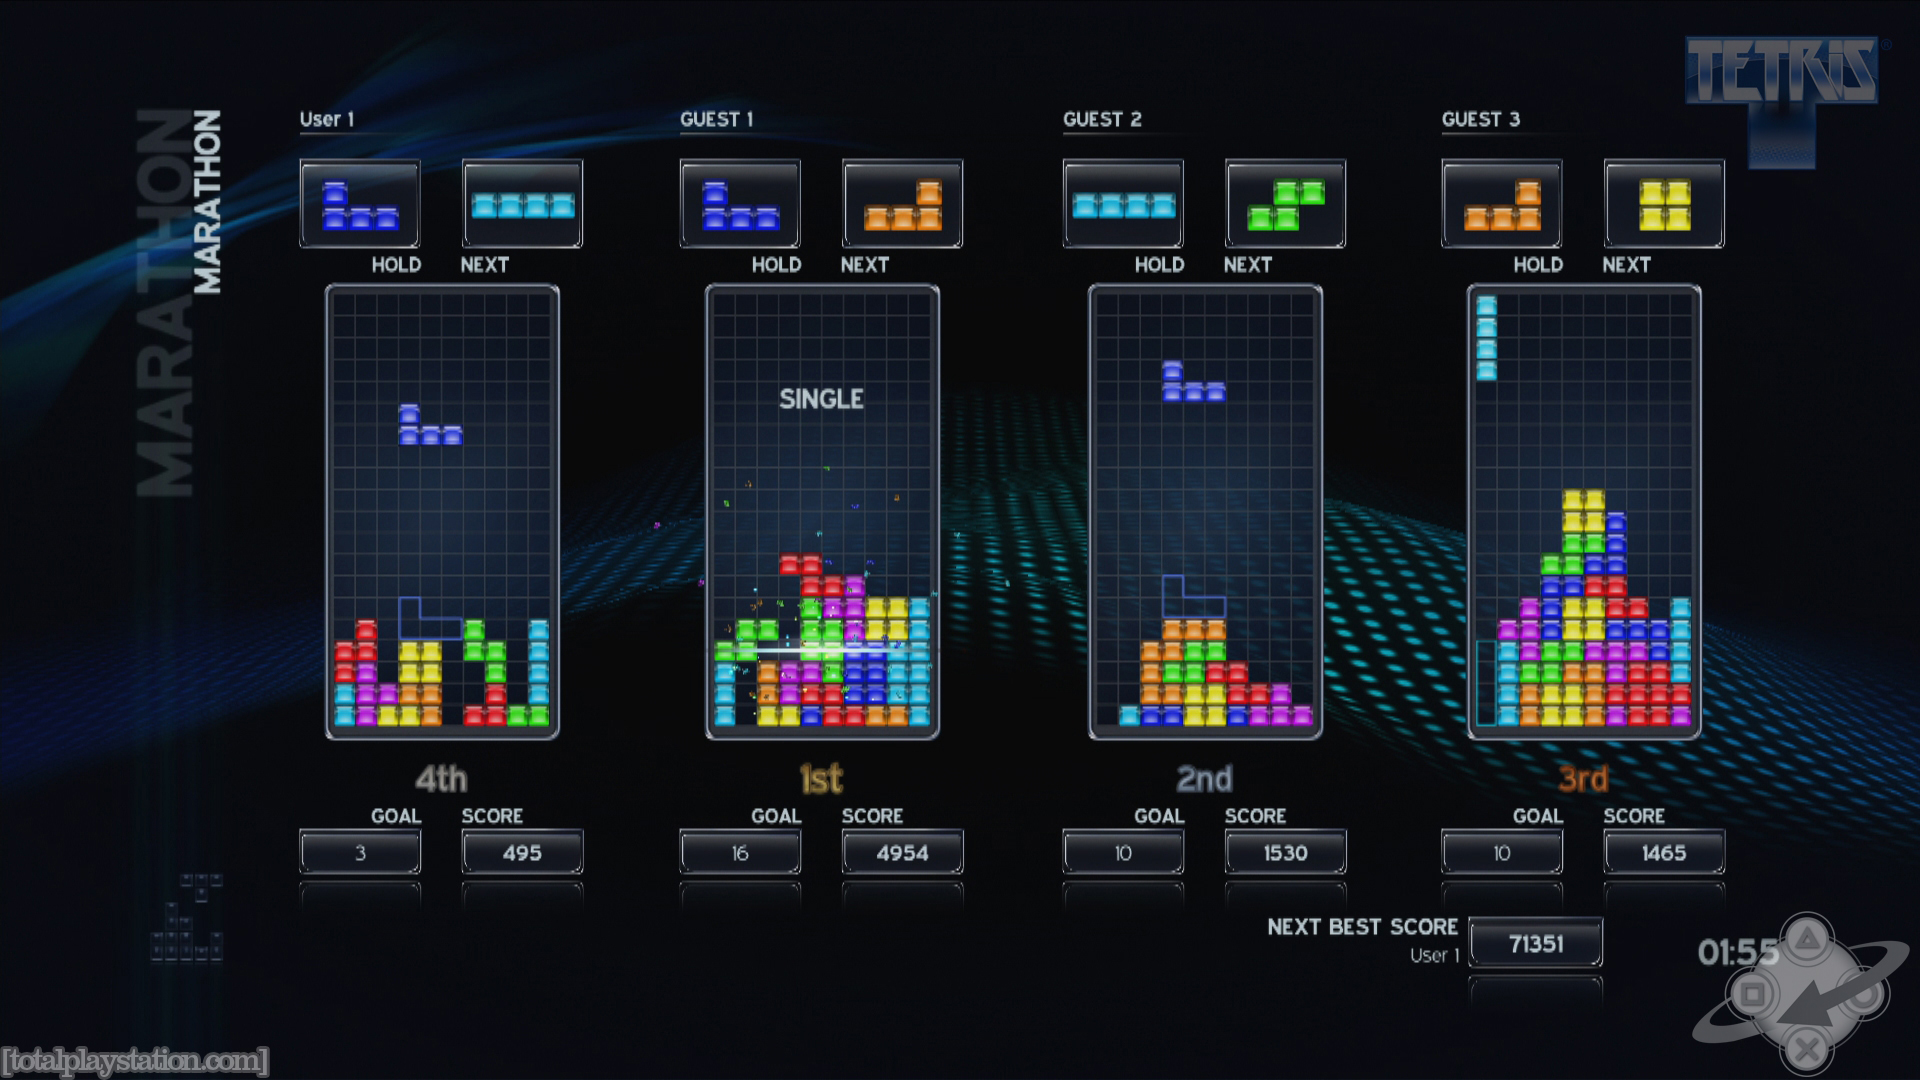 TETRIS®
MARATHON
MARATHON
User 1
GUEST 1
GUEST 2
GUEST 3
HOLD NEXT
HOLD NEXT
HOLD NEXT
HOLD NEXT
SINGLE
4th
1st
2nd
3rd
GOAL SCORE
GOAL SCORE
GOAL SCORE
GOAL SCORE
3 495
16 4954
10 1530
10 1465
NEXT BEST SCORE
User 1
71351
01:55
[totalplaystation.com]